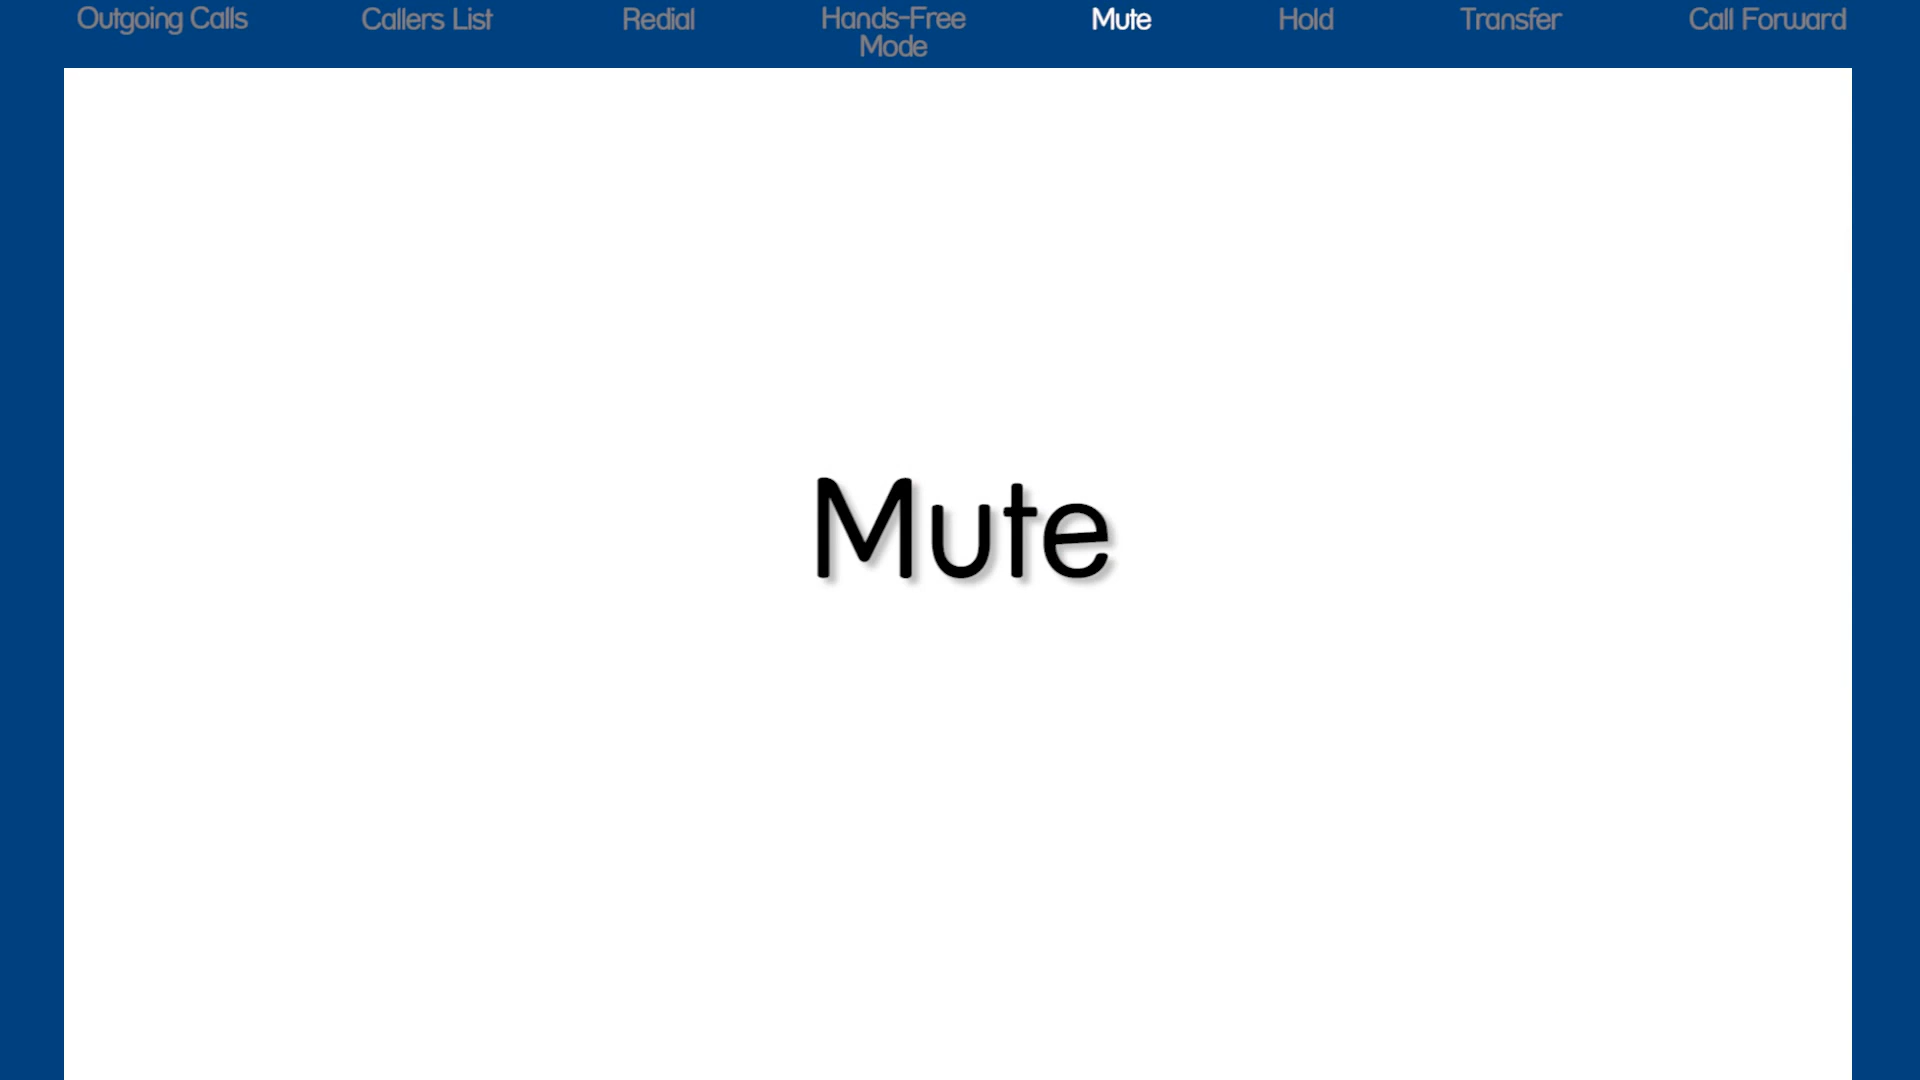 Outgoing Calls
Callers List
Redial
Hands-Free
Mode
Mute
Hold
Transfer
Call Forward
Mute